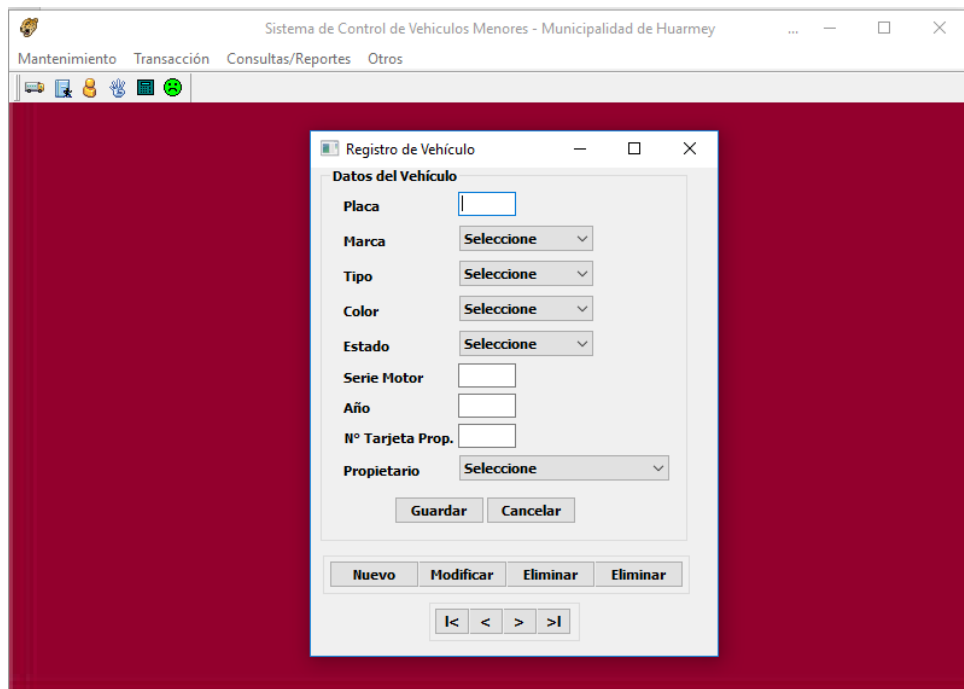 Sistema de Control de Vehiculos Menores - Municipalidad de Huarmey ...
Mantenimiento Transacción Consultas/Reportes Otros
Registro de Vehículo
Datos del Vehículo
Placa
Marca Seleccione
Tipo Seleccione
Color Seleccione
Estado Seleccione
Serie Motor
Año
N° Tarjeta Prop.
Propietario Seleccione
Guardar Cancelar
Nuevo Modificar Eliminar Eliminar
I< < > >I